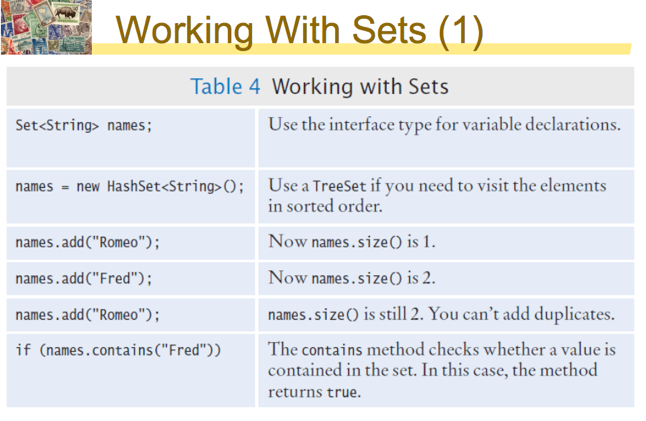 Working With Sets (1)
Table 4 Working with Sets
Set<String> names;
Use the interface type for variable declarations.
names = new HashSet<String>();
Use a TreeSet if you need to visit the elements
in sorted order.
names.add("Romeo");
Now names.size() is 1.
names.add("Fred");
Now names.size() is 2.
names.add("Romeo");
names.size() is still 2. You can’t add duplicates.
if (names.contains("Fred"))
The contains method checks whether a value is
contained in the set. In this case, the method
returns true.